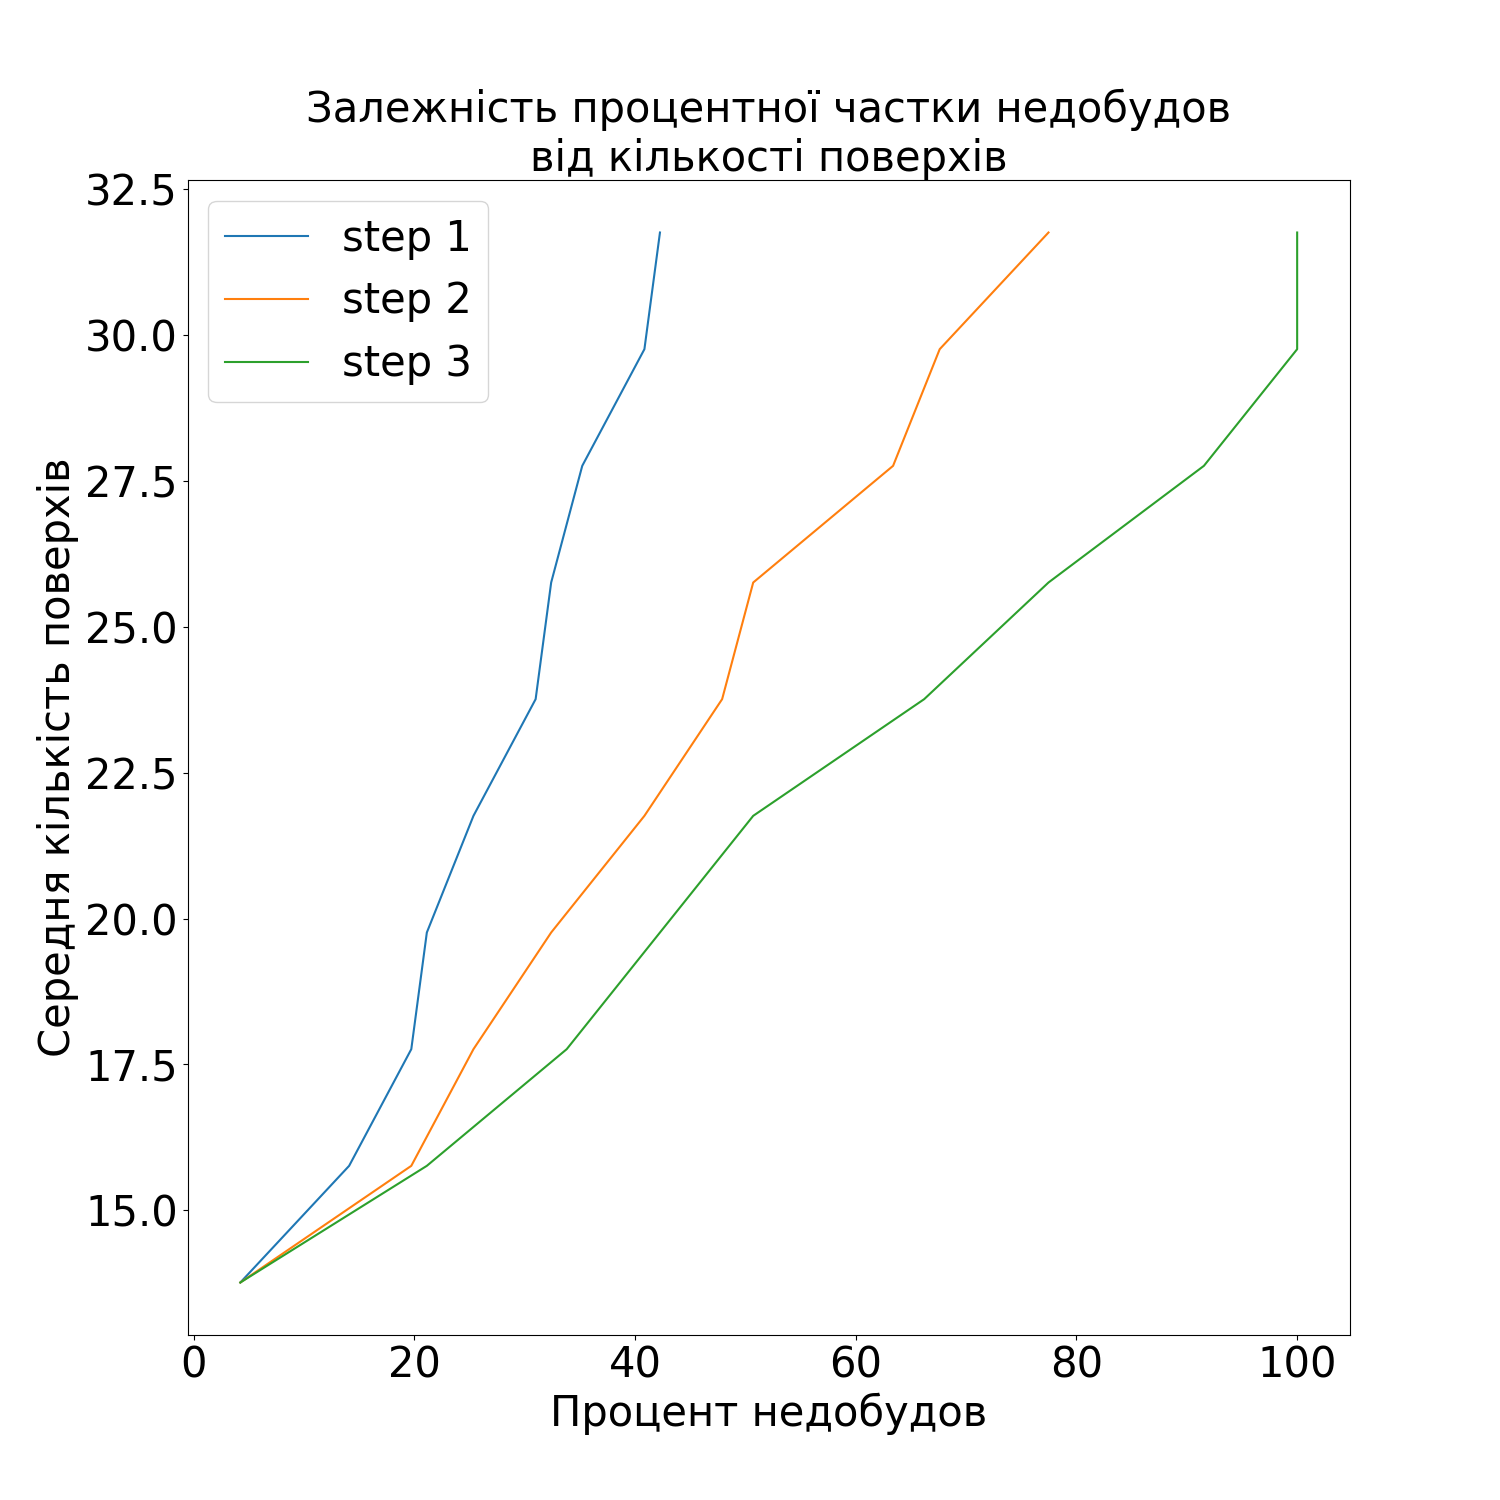 Залежність процентної частки недобудов
від кількості поверхів
32.5
30.0
27.5
25.0
22.5
20.0
17.5
15.0
step 1
step 2
step 3
Середня кількість поверхів
0 20 40 60 80 100
Процент недобудов